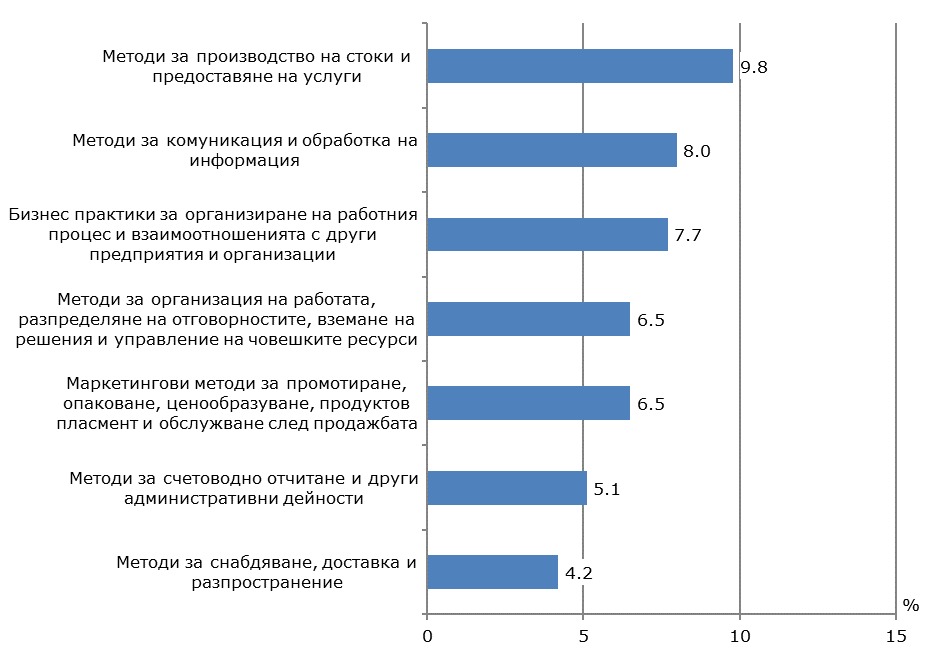 Методи за производство на стоки и
предоставяне на услуги
9.8
Методи за комуникация и обработка на
информация
8.0
Бизнес практики за организиране на работния
процес и взаимоотношенията с други
предприятия и организации
7.7
Методи за организация на работата,
разпределяне на отговорностите, вземане на
решения и управление на човешките ресурси
6.5
Маркетингови методи за промотиране,
опаковане, ценообразуване, продуктов
пласмент и обслужване след продажбата
6.5
Методи за счетоводно отчитане и други
административни дейности
5.1
Методи за снабдяване, доставка и
разпространение
4.2
%
0 5 10 15